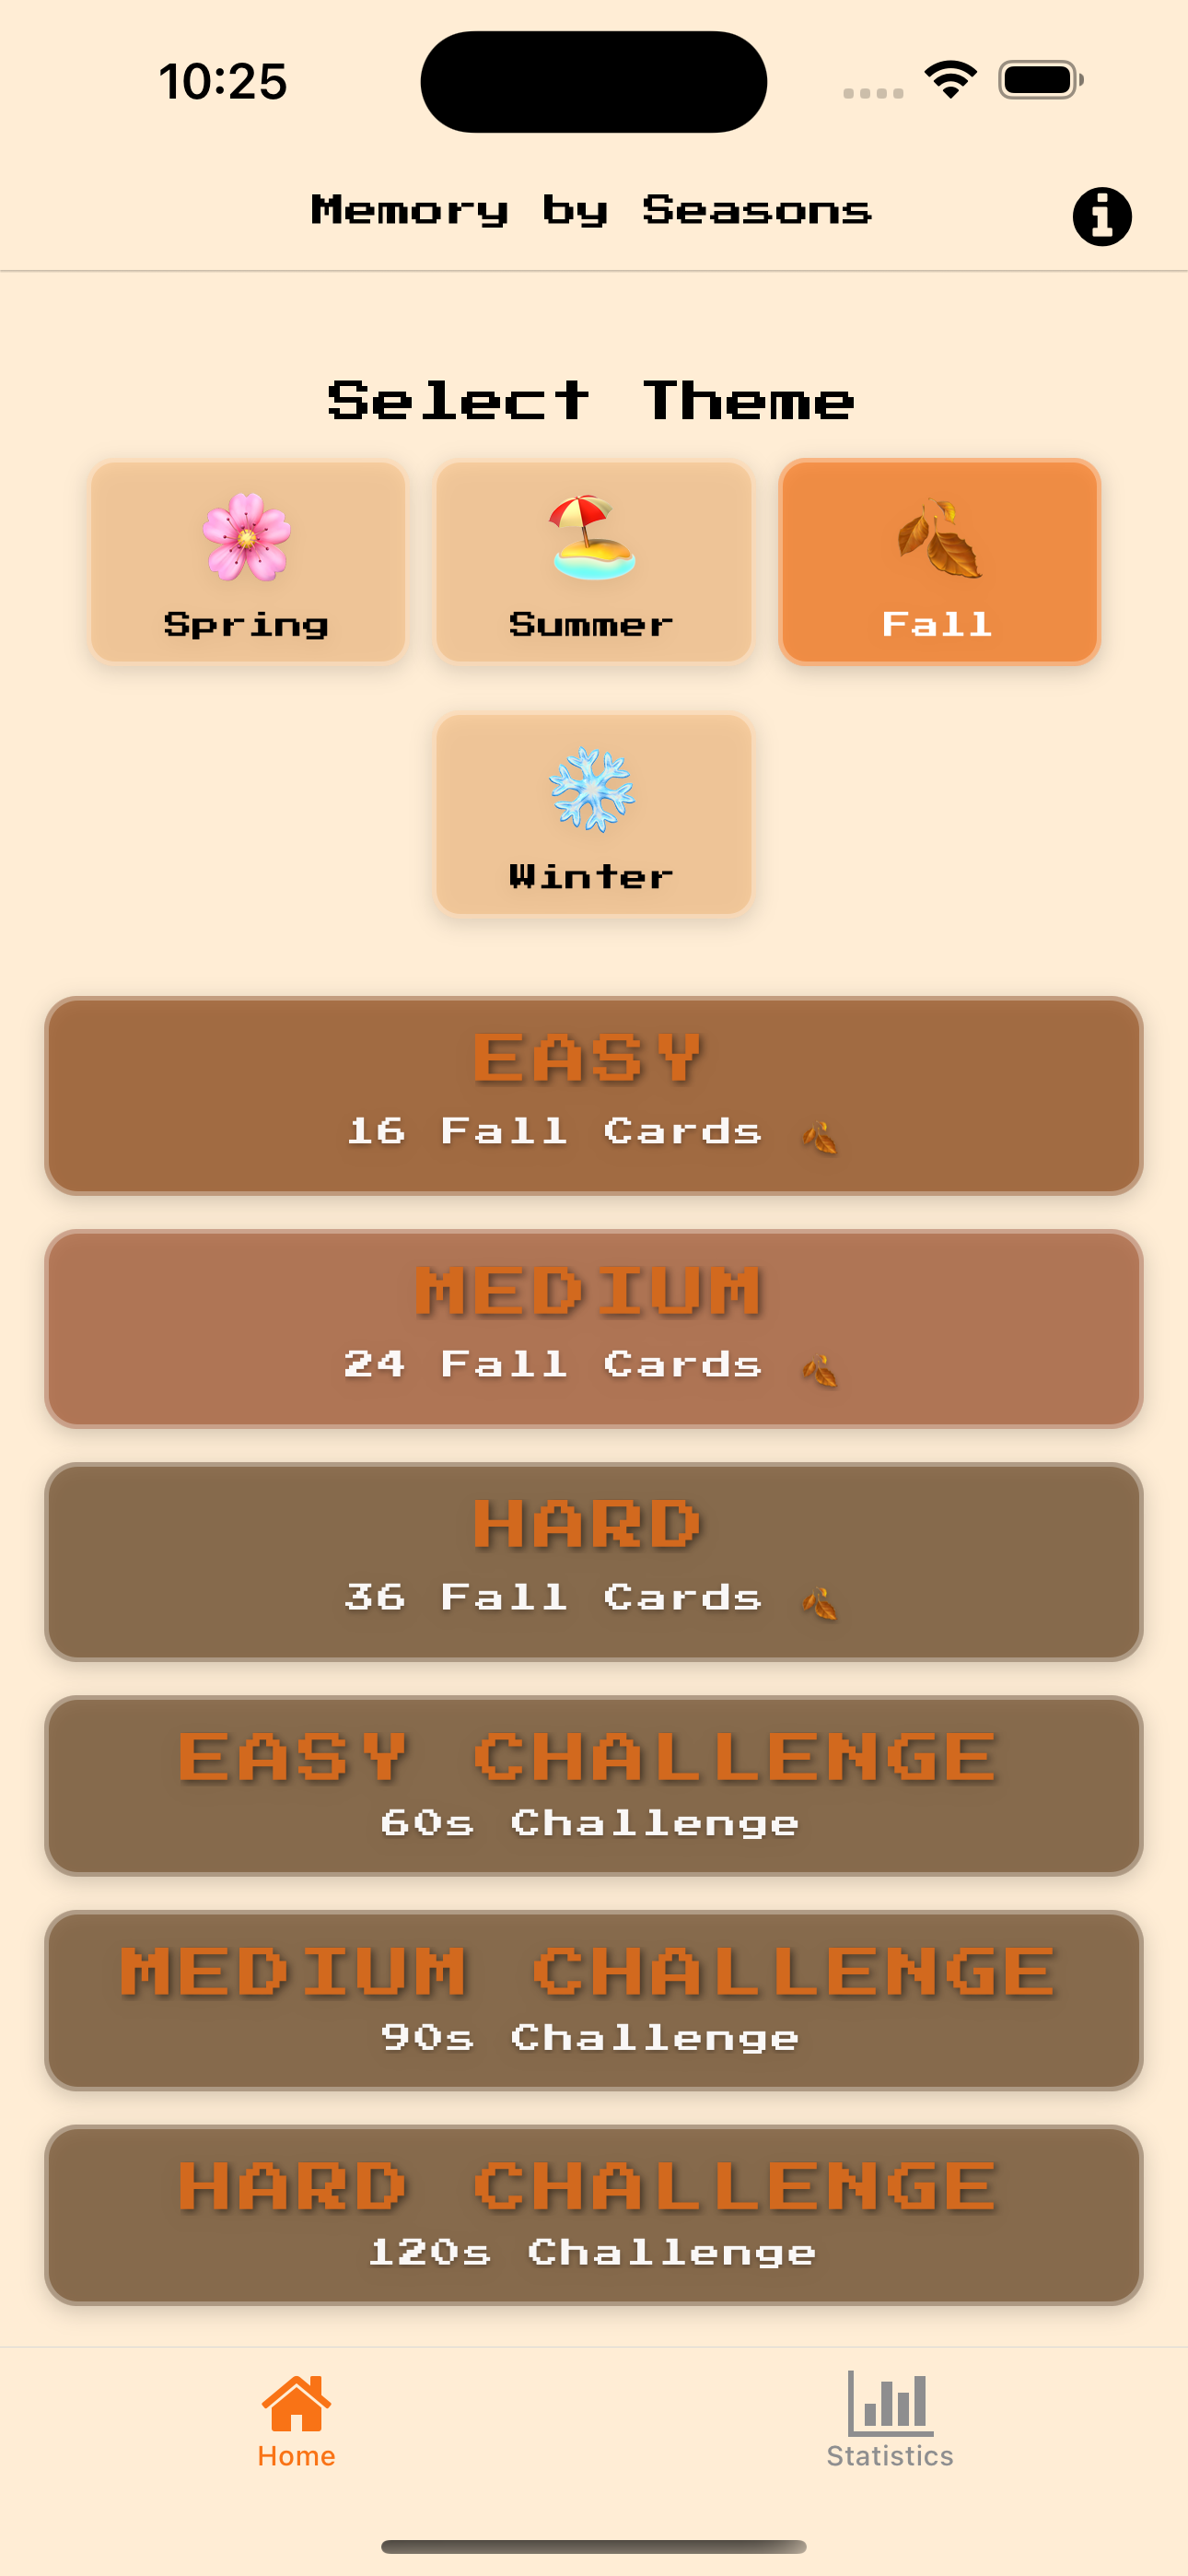 10:25
Memory by Seasons
Select Theme
Spring
Summer
Fall
Winter
EASY
16 Fall Cards 🍂
MEDIUM
24 Fall Cards 🍂
HARD
36 Fall Cards 🍂
EASY CHALLENGE
60s Challenge
MEDIUM CHALLENGE
90s Challenge
HARD CHALLENGE
120s Challenge
Home
Statistics